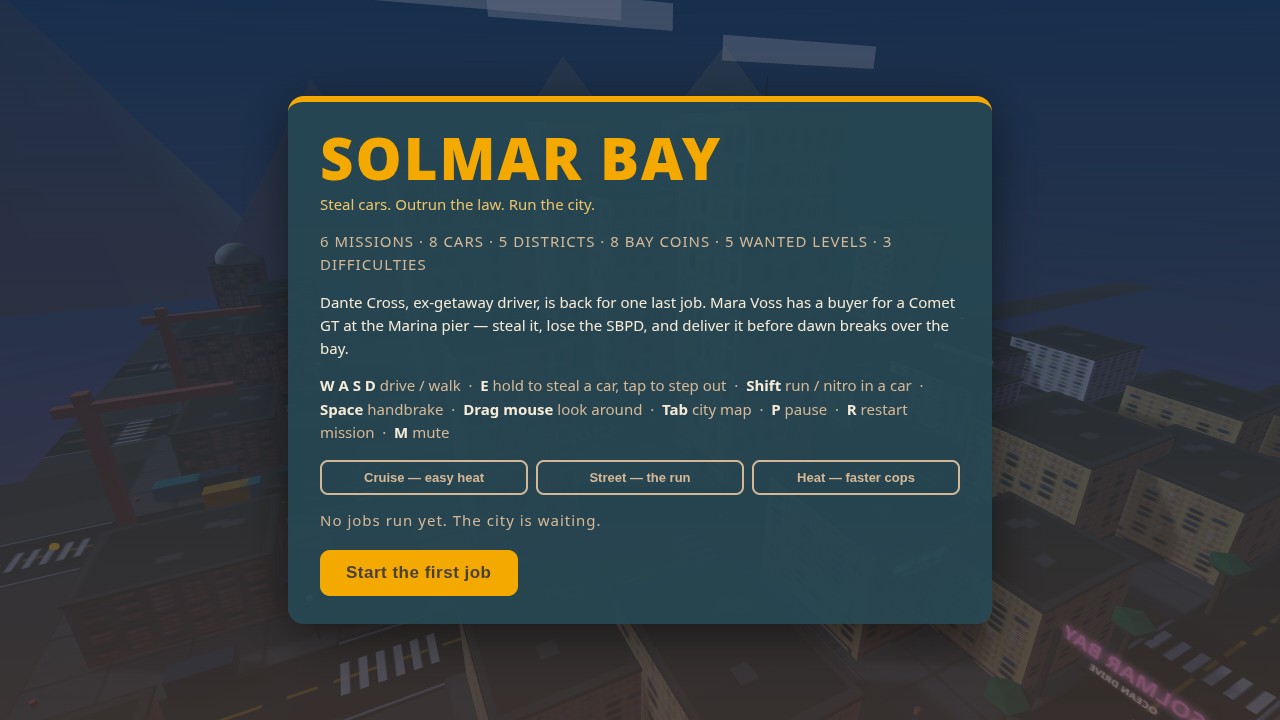 SOLMAR BAY
Steal cars. Outrun the law. Run the city.
6 MISSIONS · 8 CARS · 5 DISTRICTS · 8 BAY COINS · 5 WANTED LEVELS · 3
DIFFICULTIES
Dante Cross, ex-getaway driver, is back for one last job. Mara Voss has a buyer for a Comet
GT at the Marina pier — steal it, lose the SBPD, and deliver it before dawn breaks over the
bay.
W A S D drive / walk · E hold to steal a car, tap to step out · Shift run / nitro in a car ·
Space handbrake · Drag mouse look around · Tab city map · P pause · R restart
mission · M mute
Cruise — easy heat
Street — the run
Heat — faster cops
No jobs run yet. The city is waiting.
Start the first job
SOLMAR BAY
OCEAN DRIVE